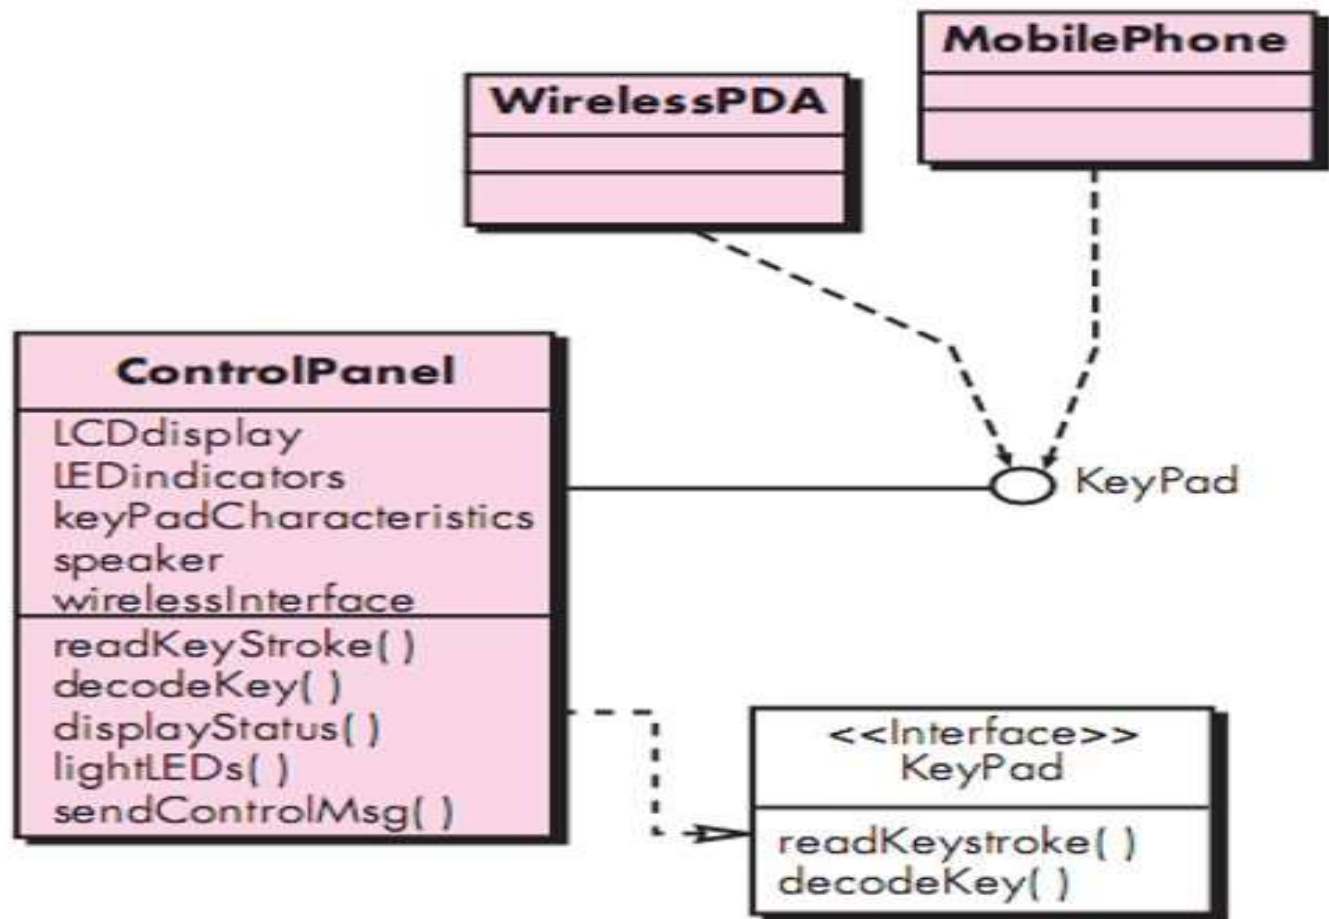 MobilePhone
WirelessPDA
ControlPanel
LCDdisplay
LEDindicators
keyPadCharacteristics
speaker
wirelessInterface
readKeyStroke( )
decodeKey( )
displayStatus( )
lightLEDs( )
sendControlMsg( )
KeyPad
<<Interface>>
KeyPad
readKeystroke( )
decodeKey( )